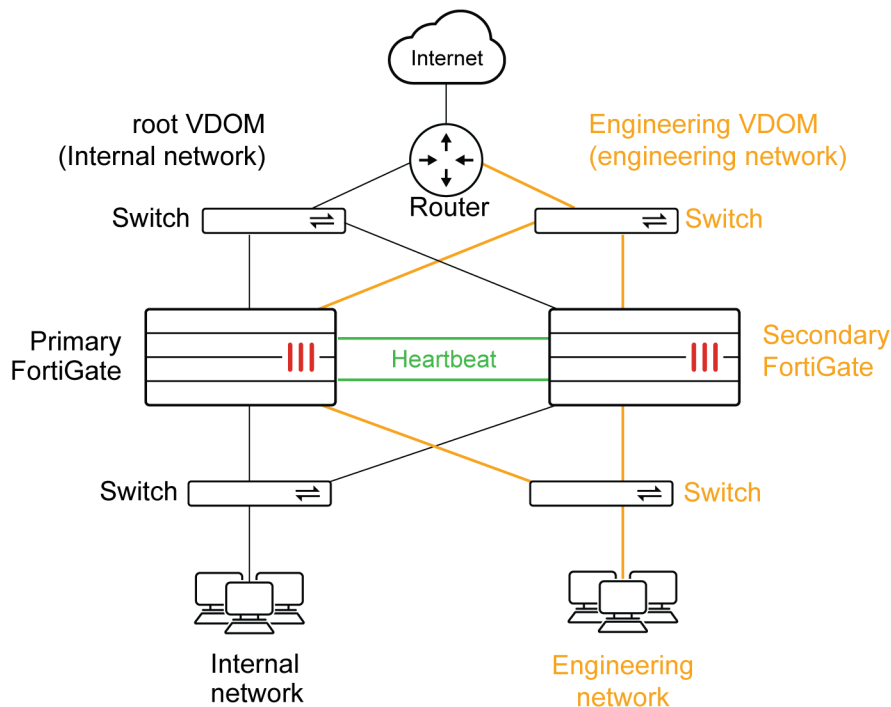 Internet
root VDOM
(Internal network)
Engineering VDOM
(engineering network)
Router
Switch
Switch
Primary
FortiGate
Heartbeat
Secondary
FortiGate
Switch
Switch
Internal
network
Engineering
network